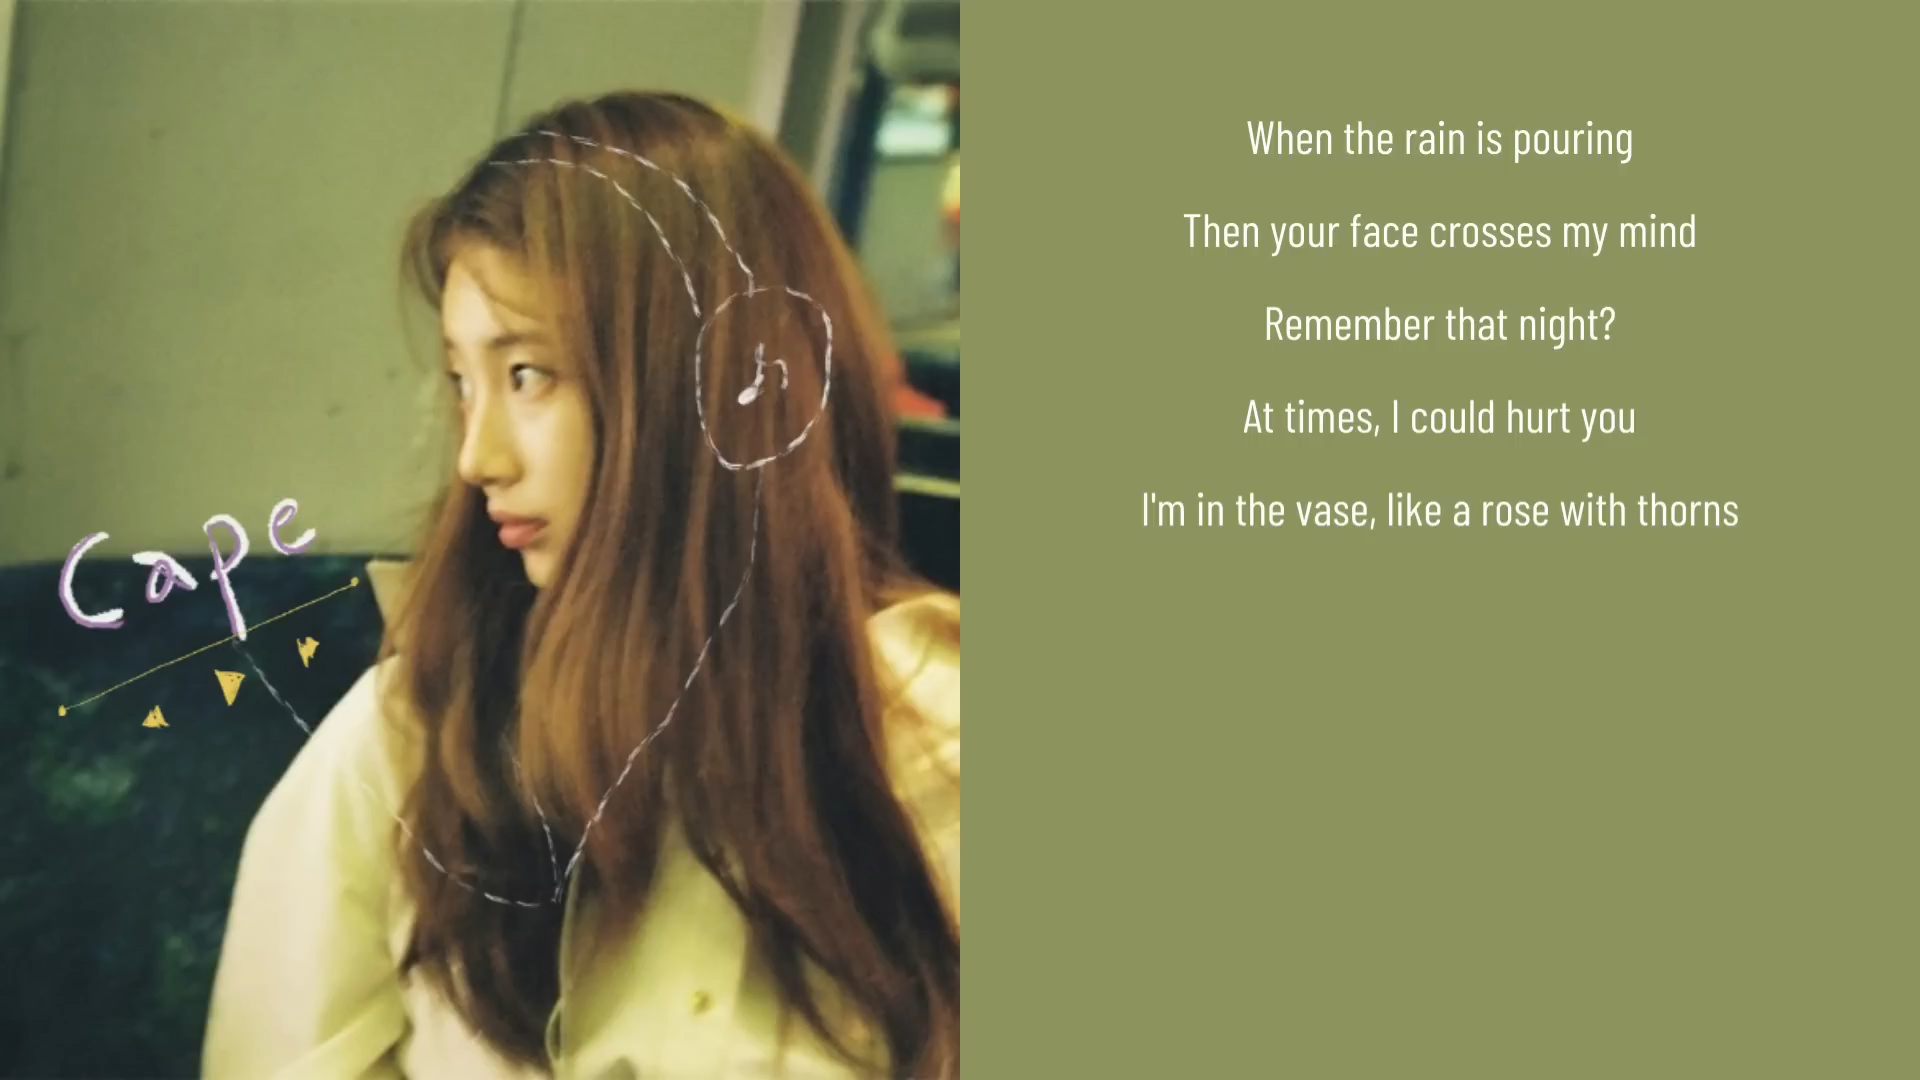 Cape
When the rain is pouring
Then your face crosses my mind
Remember that night?
At times, I could hurt you
I'm in the vase, like a rose with thorns